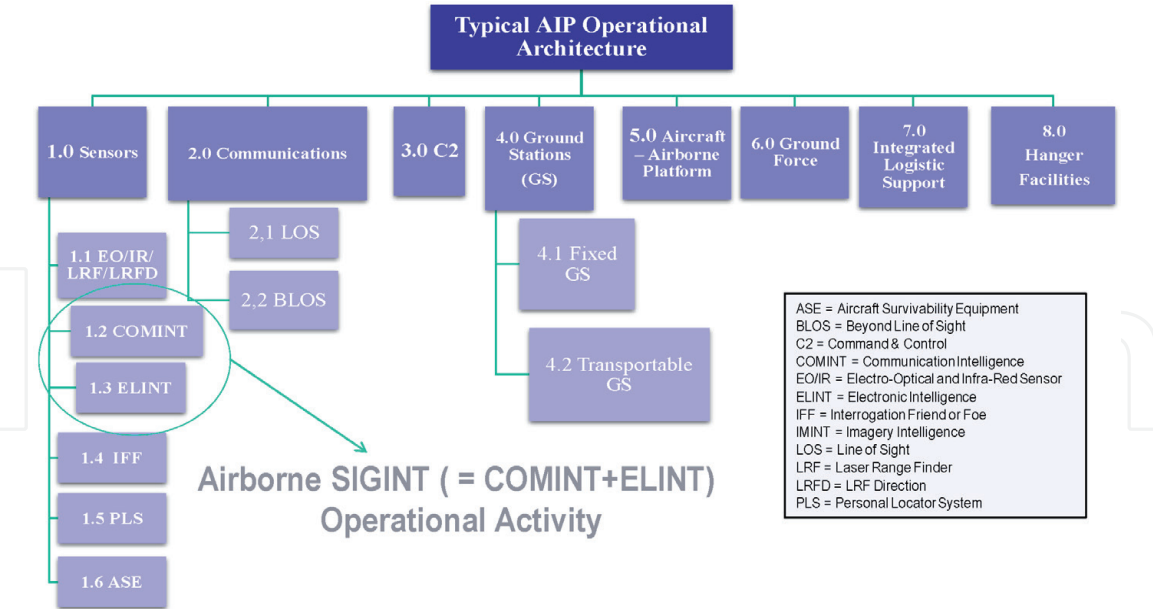 Typical AIP Operational
Architecture
1.0 Sensors
2.0 Communications
3.0 C2
4.0 Ground
Stations
(GS)
5.0 Aircraft
– Airborne
Platform
6.0 Ground
Force
7.0
Integrated
Logistic
Support
8.0
Hanger
Facilities
1.1 EO/IR/
LRF/LRFD
1.2 COMINT
1.3 ELINT
1.4 IFF
1.5 PLS
1.6 ASE
2,1 LOS
2,2 BLOS
4.1 Fixed
GS
4.2 Transportable
GS
Airborne SIGINT ( = COMINT+ELINT)
Operational Activity
ASE = Aircraft Survivability Equipment
BLOS = Beyond Line of Sight
C2 = Command & Control
COMINT = Communication Intelligence
EO/IR = Electro-Optical and Infra-Red Sensor
ELINT = Electronic Intelligence
IFF = Interrogation Friend or Foe
IMINT = Imagery Intelligence
LOS = Line of Sight
LRF = Laser Range Finder
LRFD = LRF Direction
PLS = Personal Locator System